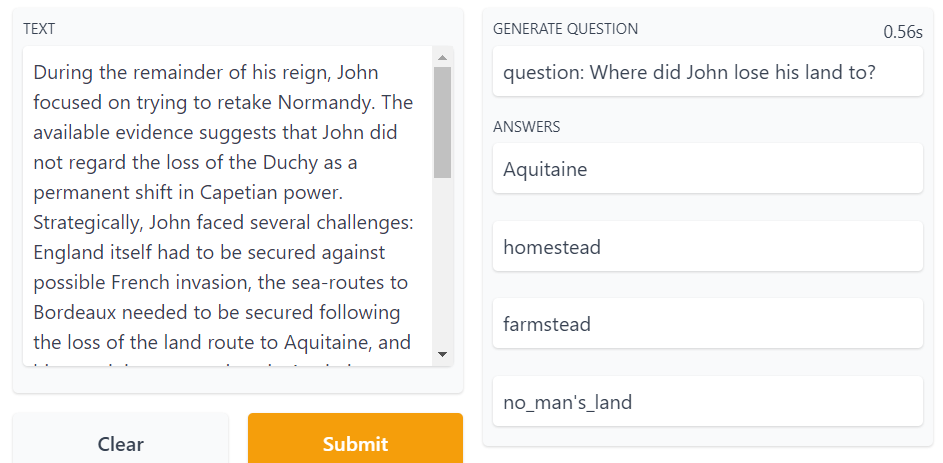 TEXT
During the remainder of his reign, John
focused on trying to retake Normandy. The
available evidence suggests that John did
not regard the loss of the Duchy as a
permanent shift in Capetian power.
Strategically, John faced several challenges:
England itself had to be secured against
possible French invasion, the sea-routes to
Bordeaux needed to be secured following
the loss of the land route to Aquitaine, and
Clear
Submit
GENERATE QUESTION
0.56s
question: Where did John lose his land to?
ANSWERS
Aquitaine
homestead
farmstead
no_man's_land